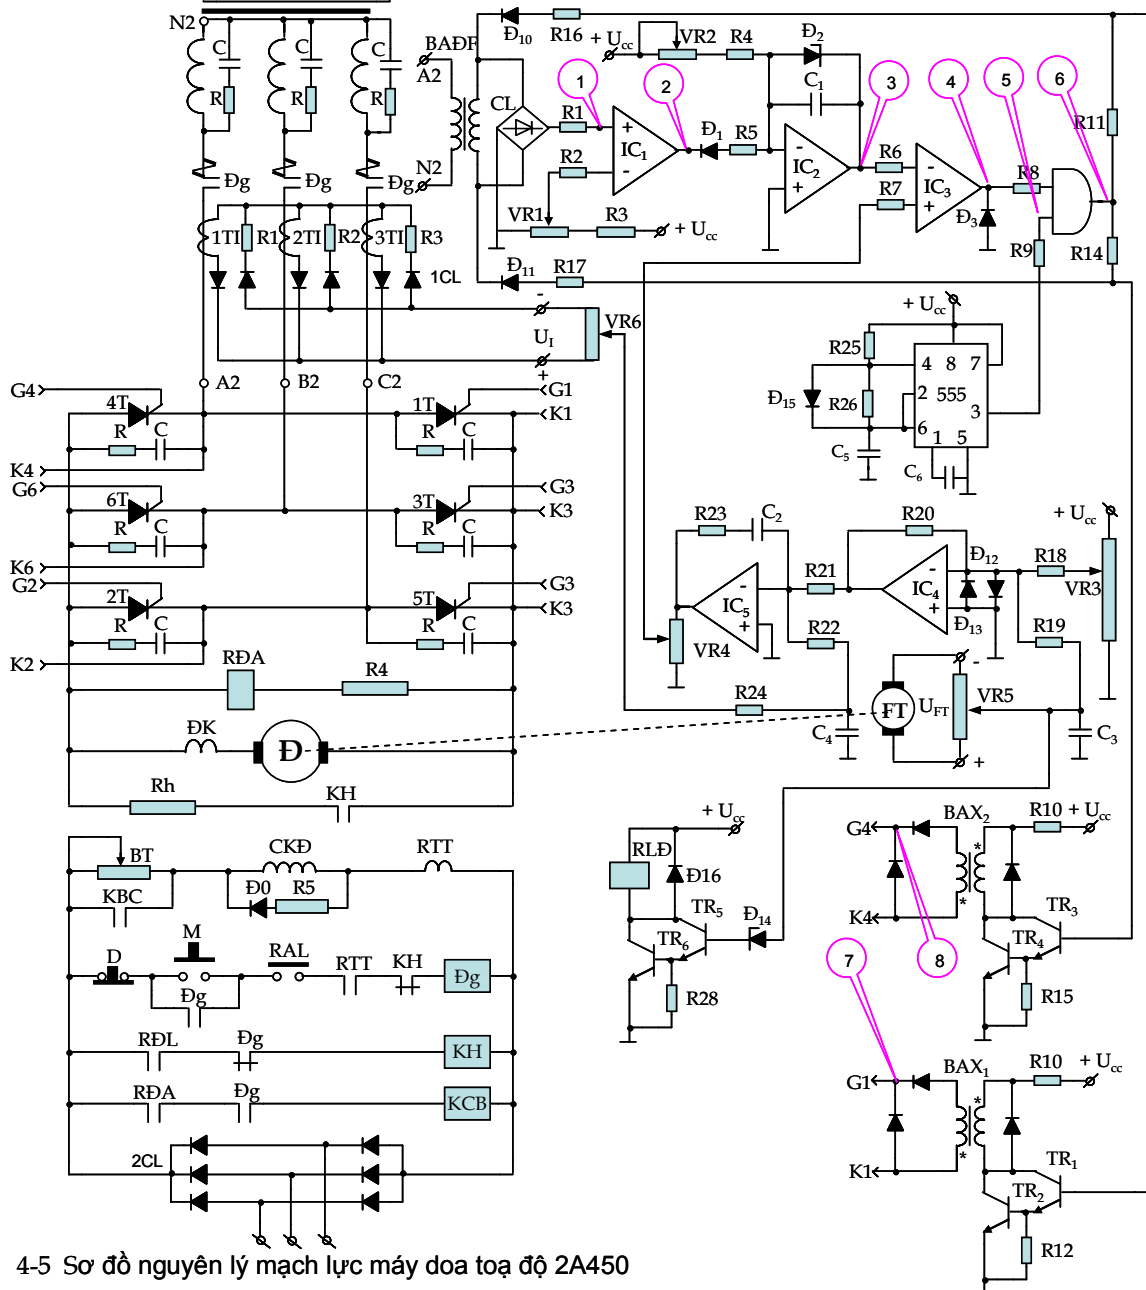 N2
C
C
C
R
R
R
Đg
Đg
Đg
BAĐF
A2
N2
CL
Đ10
R16
+ Ucc
VR2
R4
Đ2
C1
1
2
3
4
5
6
R1
R2
+
-
IC1
Đ1
R5
-
IC2
+
R6
R7
-
IC3
+
R8
Đ3
R9
R11
R14
VR1
R3
+ Ucc
Đ11
R17
1TI
R1
2TI
R2
3TI
R3
1CL
-
UI
+
VR6
A2
B2
C2
+ Ucc
R25
R26
Đ15
C5
4
8
7
2
555
3
6
1
5
C6
G4
4T
R
C
K4
1T
G1
K1
R
C
G6
6T
R
C
K6
3T
G3
K3
R
C
G2
2T
R
C
K2
5T
G3
K3
R
C
R23
C2
R20
+ Ucc
Đ12
R18
VR3
-
IC5
+
R21
IC4
-
+
Đ13
R19
R22
VR4
RĐA
R4
R24
C4
FT
UFT
-
VR5
+
C3
ĐK
Đ
Rh
KH
+ Ucc
RLĐ
Đ16
TR5
Đ14
TR6
R28
BAX2
R10
+ Ucc
G4
*
*
K4
TR3
TR4
R15
7
8
BT
KBC
CKĐ
Đ0
R5
RTT
D
M
RAL
RTT
KH
Đg
Đg
RĐL
Đg
KH
RĐA
Đg
KCB
2CL
BAX1
R10
+ Ucc
G1
*
*
K1
TR1
TR2
R12
4-5 Sơ đồ nguyên lý mạch lực máy doa toạ độ 2A450